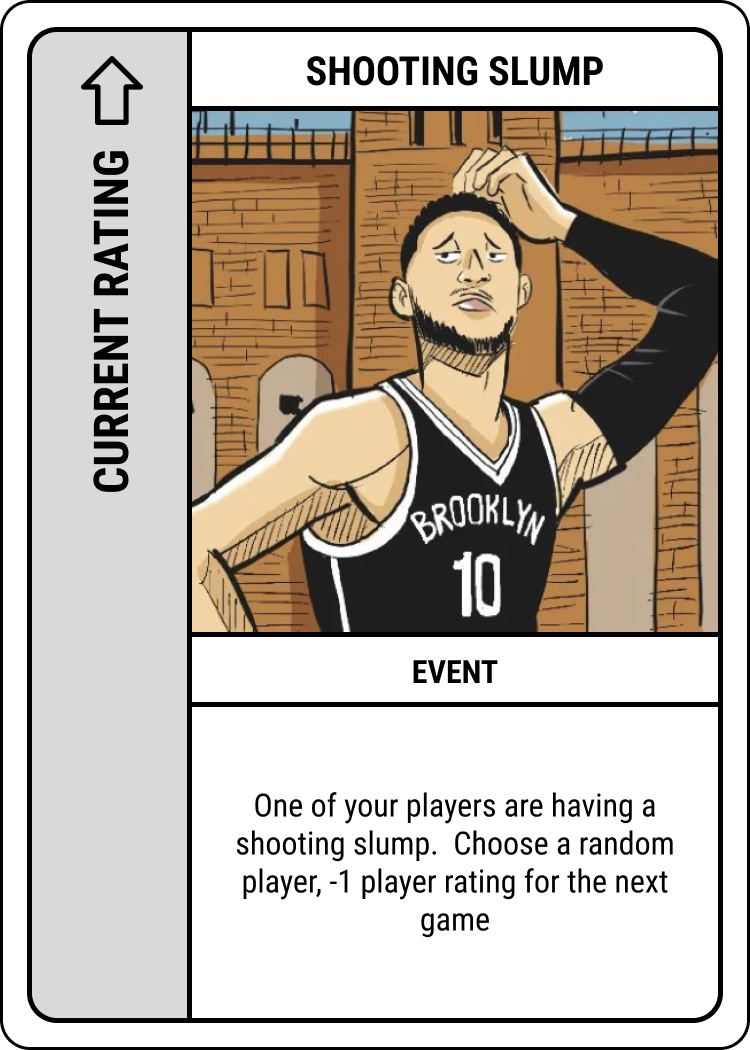 SHOOTING SLUMP
CURRENT RATING
BROOKLYN
10
EVENT
One of your players are having a
shooting slump.  Choose a random
player, -1 player rating for the next
game